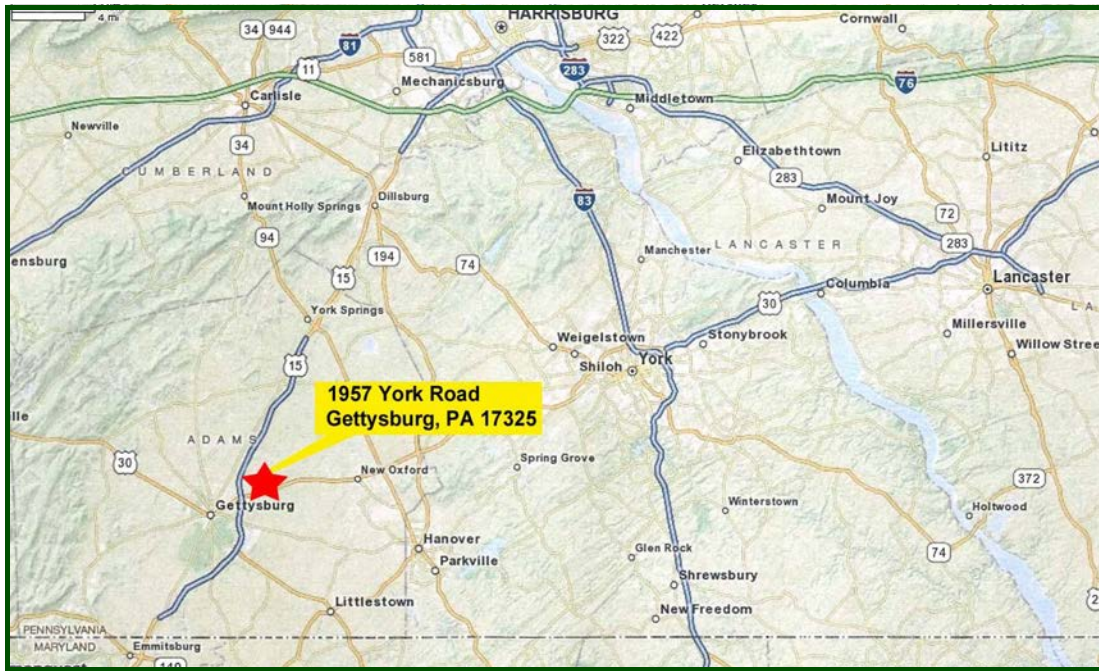 HARRISBURG
4 mi
34
944
81
11
581
322
422
Cornwall
283
76
Mechanicsburg
Carlisle
Middletown
Newville
34
Elizabethtown
Lititz
CUMBERLAND
283
Mount Holly Springs
Dillsburg
83
Mount Joy
72
94
194
74
Manchester
LANCASTER
283
ensburg
15
Lancaster
30
Columbia
LA
York Springs
Weigelstown
Stonybrook
Millersville
Shiloh
York
Willow Stree
15
1957 York Road
Gettysburg, PA 17325
lle
ADAMS
30
New Oxford
Spring Grove
372
Gettysburg
Winterstown
Holtwood
Hanover
Glen Rock
74
Parkville
Shrewsbury
Littlestown
New Freedom
2
PENNSYLVANIA
MARYLAND
Emmitsburg
140